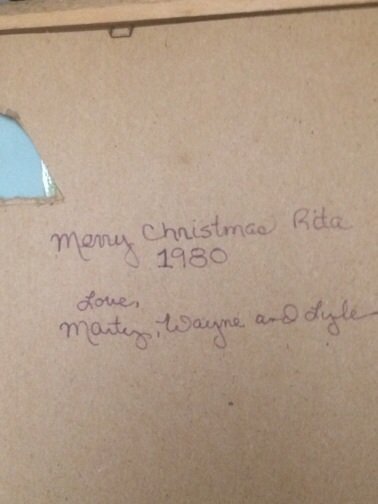 Merry Christmas Rita
1980
Love,
Marty, Wayne and Lyle